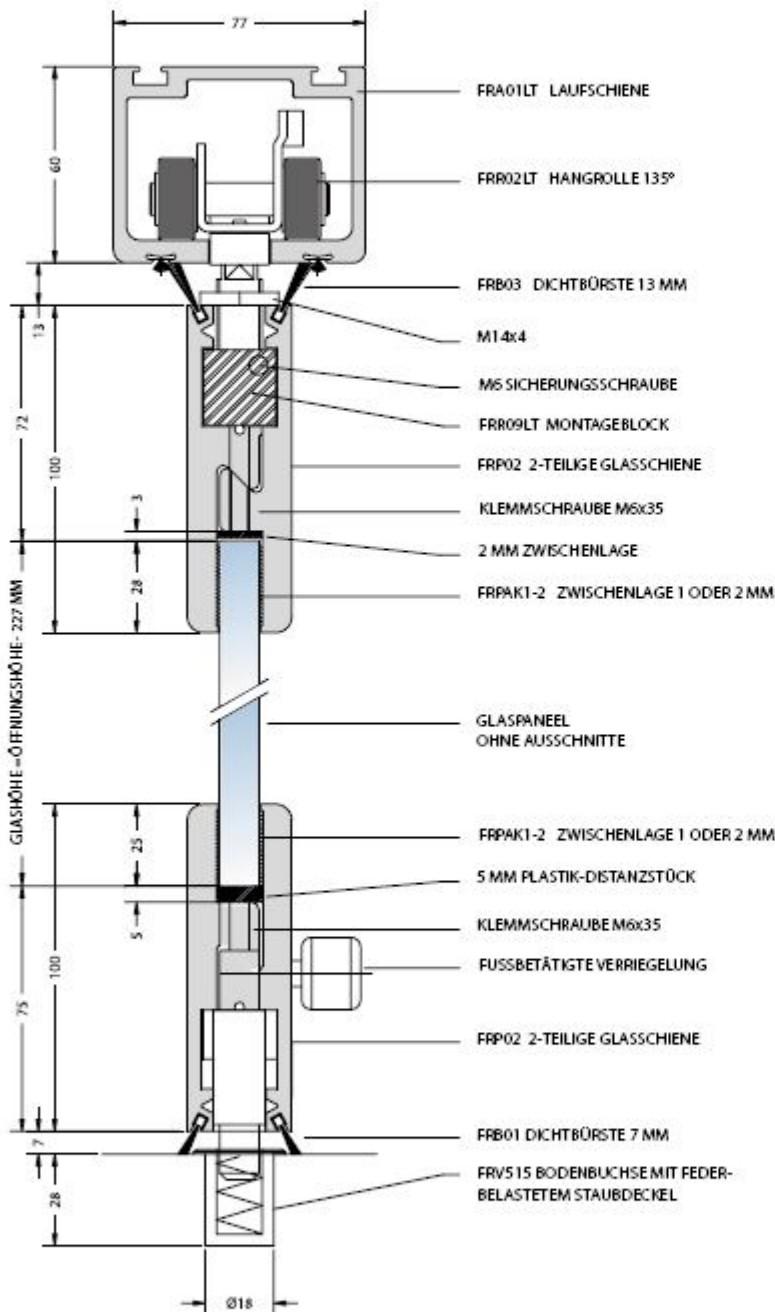 77
FRA01LT LAUFSCHIENE
60
FRR02LT HANGROLLE 135°
FRB03 DICHTBÜRSTE 13 MM
13
M14x4
M6 SICHERUNGSSCHRAUBE
72
FRR09LT MONTAGEBLOCK
100
FRP02 2-TEILIGE GLASSCHIENE
3
KLEMMSCHRAUBE M6x35
2 MM ZWISCHENLAGE
28
FRPAK1-2 ZWISCHENLAGE 1 ODER 2 MM
GLASHÖHE = ÖFFNUNGSHÖHE - 227 MM
GLASPANEEL
OHNE AUSSCHNITTE
25
FRPAK1-2 ZWISCHENLAGE 1 ODER 2 MM
5 MM PLASTIK-DISTANZSTÜCK
5
KLEMMSCHRAUBE M6x35
100
FUSSBETÄTIGTE VERRIEGELUNG
75
FRP02 2-TEILIGE GLASSCHIENE
7
FRB01 DICHTBÜRSTE 7 MM
28
FRV515 BODENBUCHSE MIT FEDER-
BELASTETEM STAUBDECKEL
Ø18